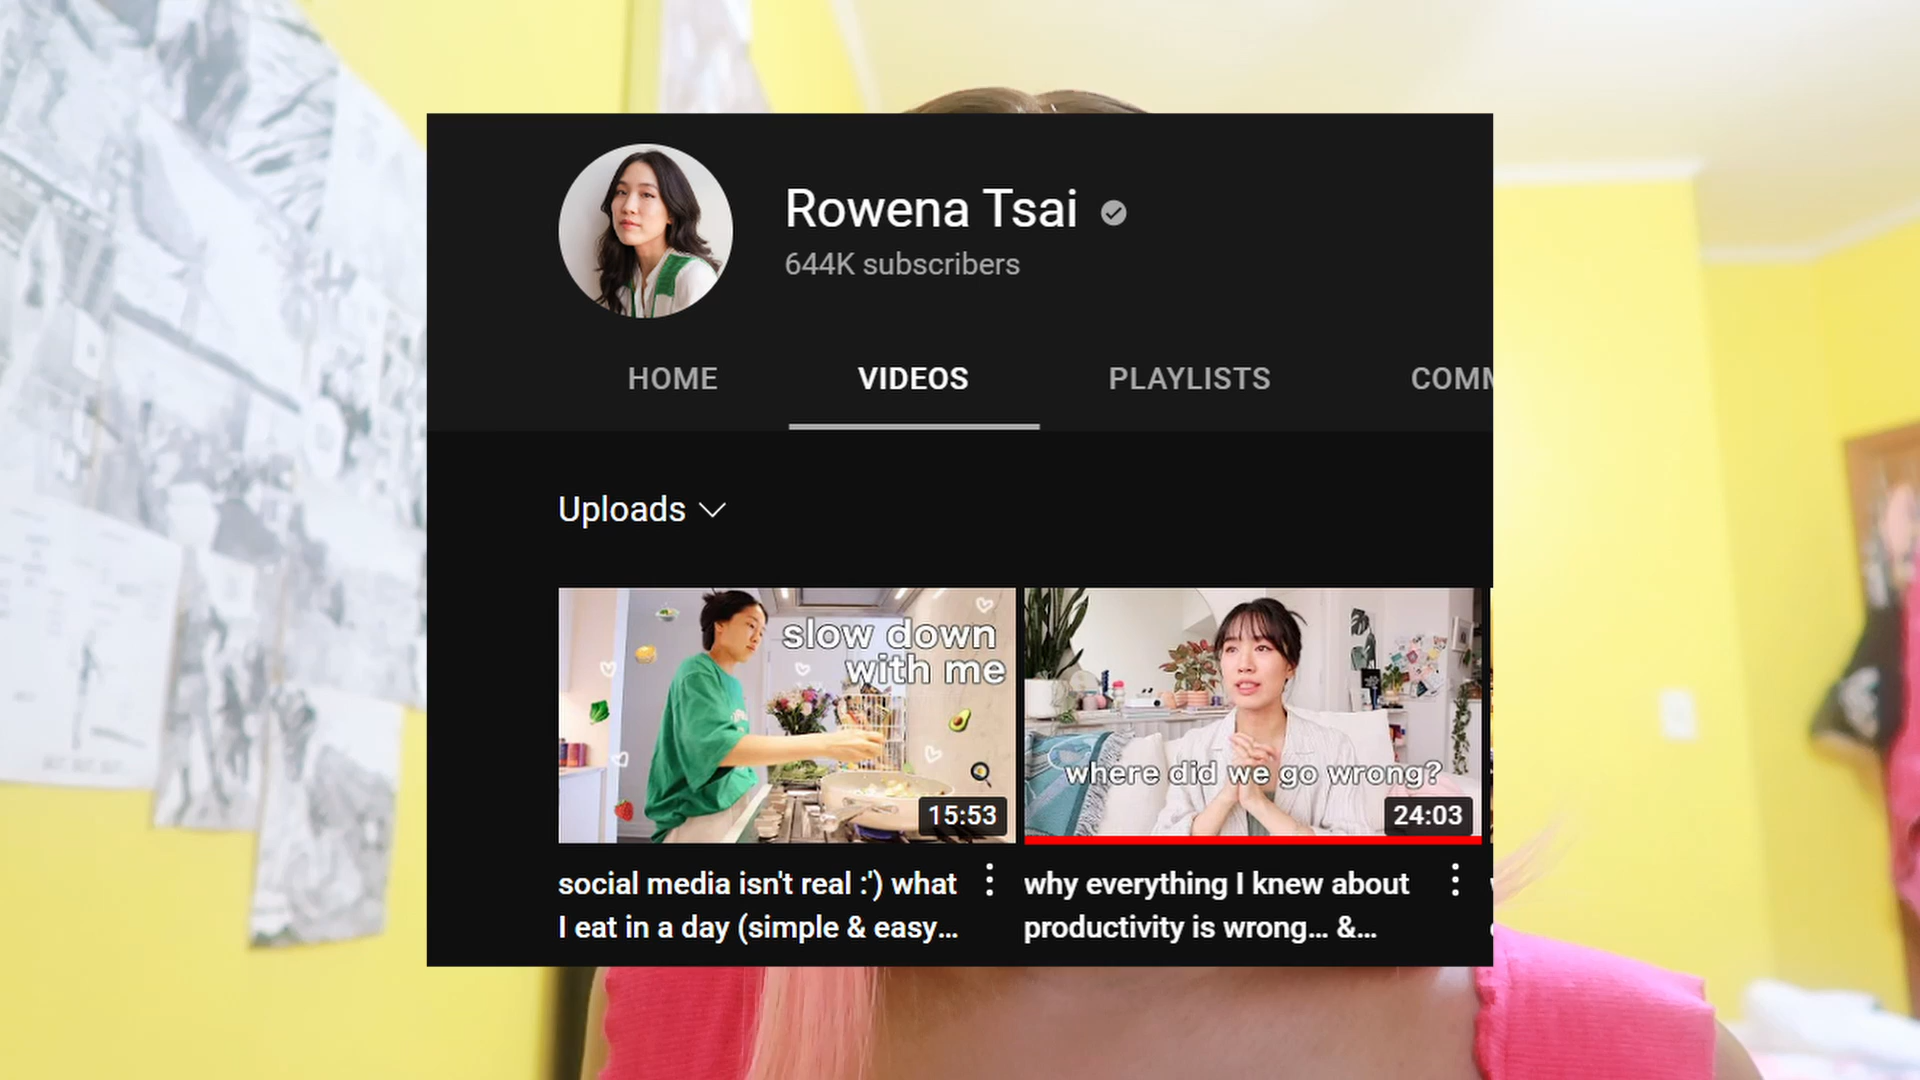 Rowena Tsai
644K subscribers
HOME VIDEOS PLAYLISTS COMM
Uploads
slow down
with me
15:53
where did we go wrong?
24:03
social media isn't real :') what
I eat in a day (simple & easy...
why everything I knew about
productivity is wrong... &...